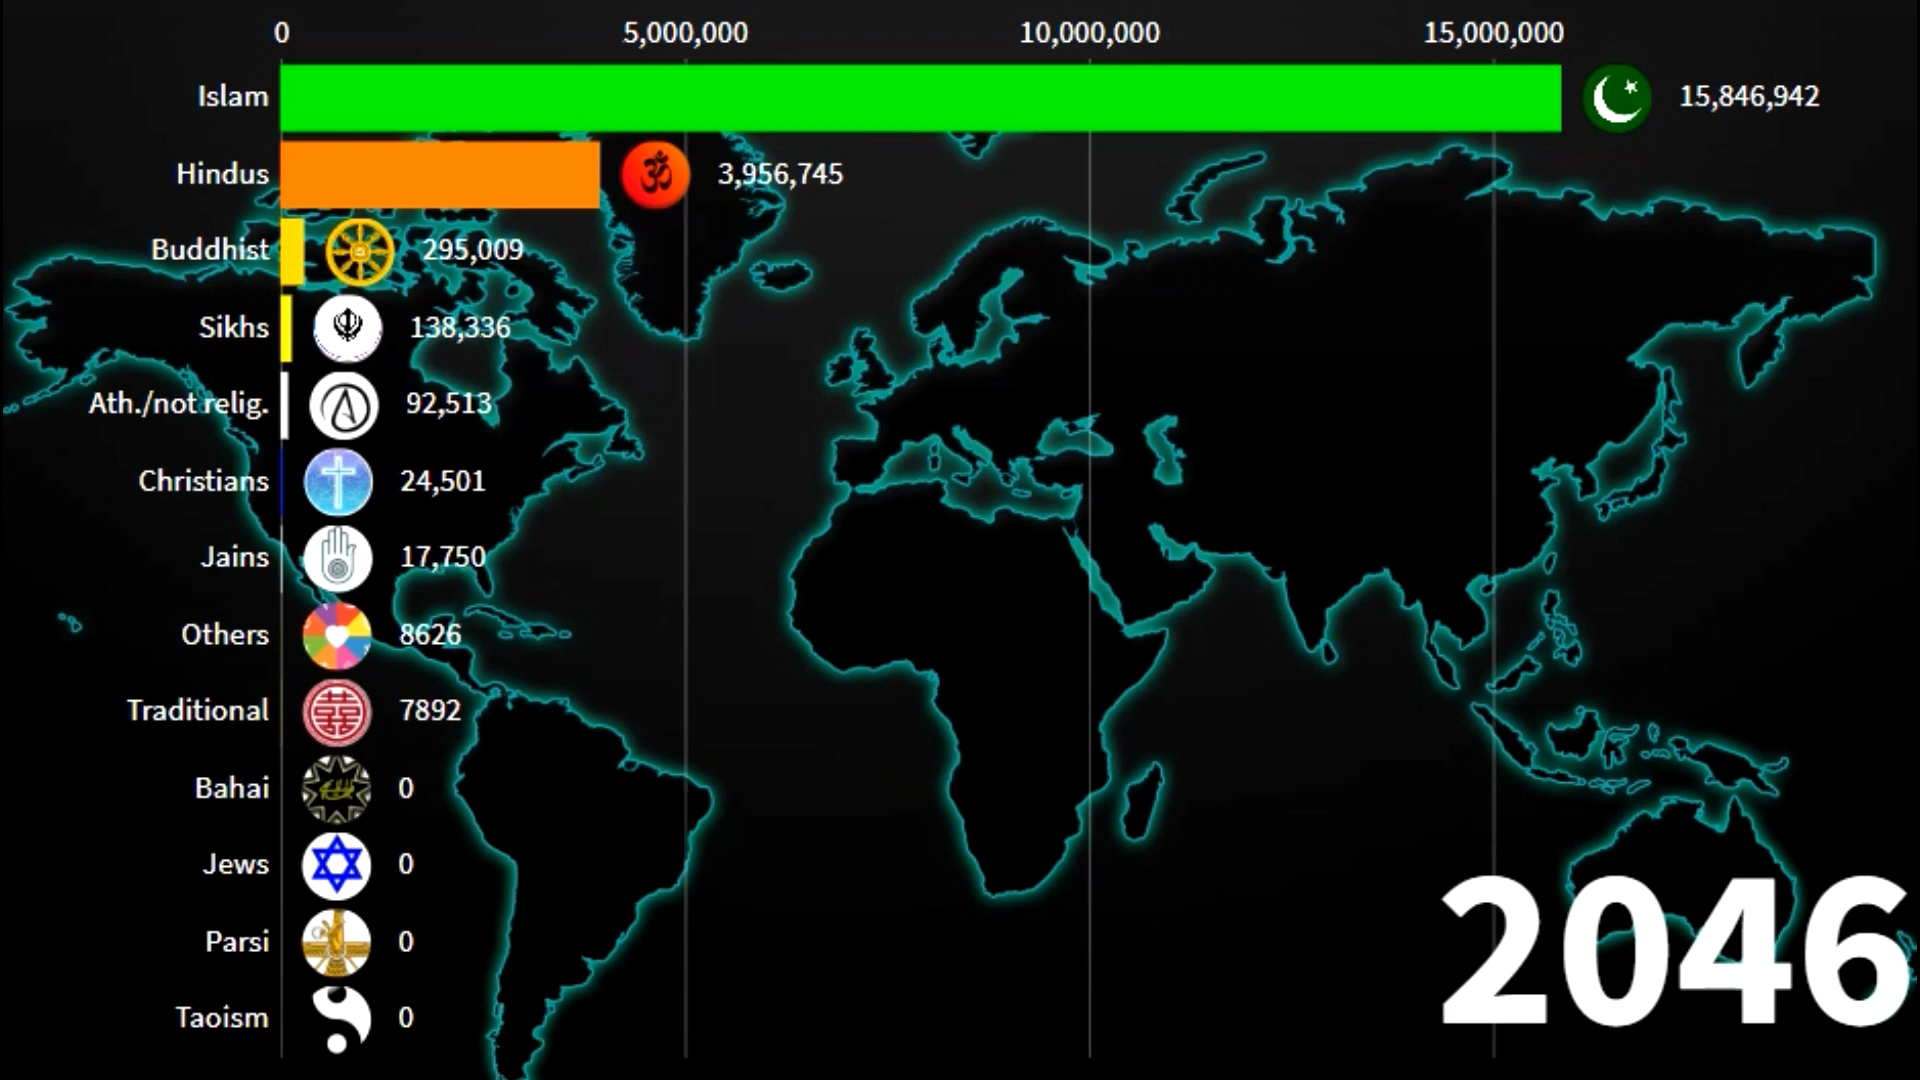 0 5,000,000 10,000,000 15,000,000
Islam 15,846,942
Hindus 3,956,745
Buddhist 295,009
Sikhs 138,336
Ath./not relig. 92,513
Christians 24,501
Jains 17,750
Others 8626
Traditional 7892
Bahai 0
Jews 0
Parsi 0
Taoism 0
2046